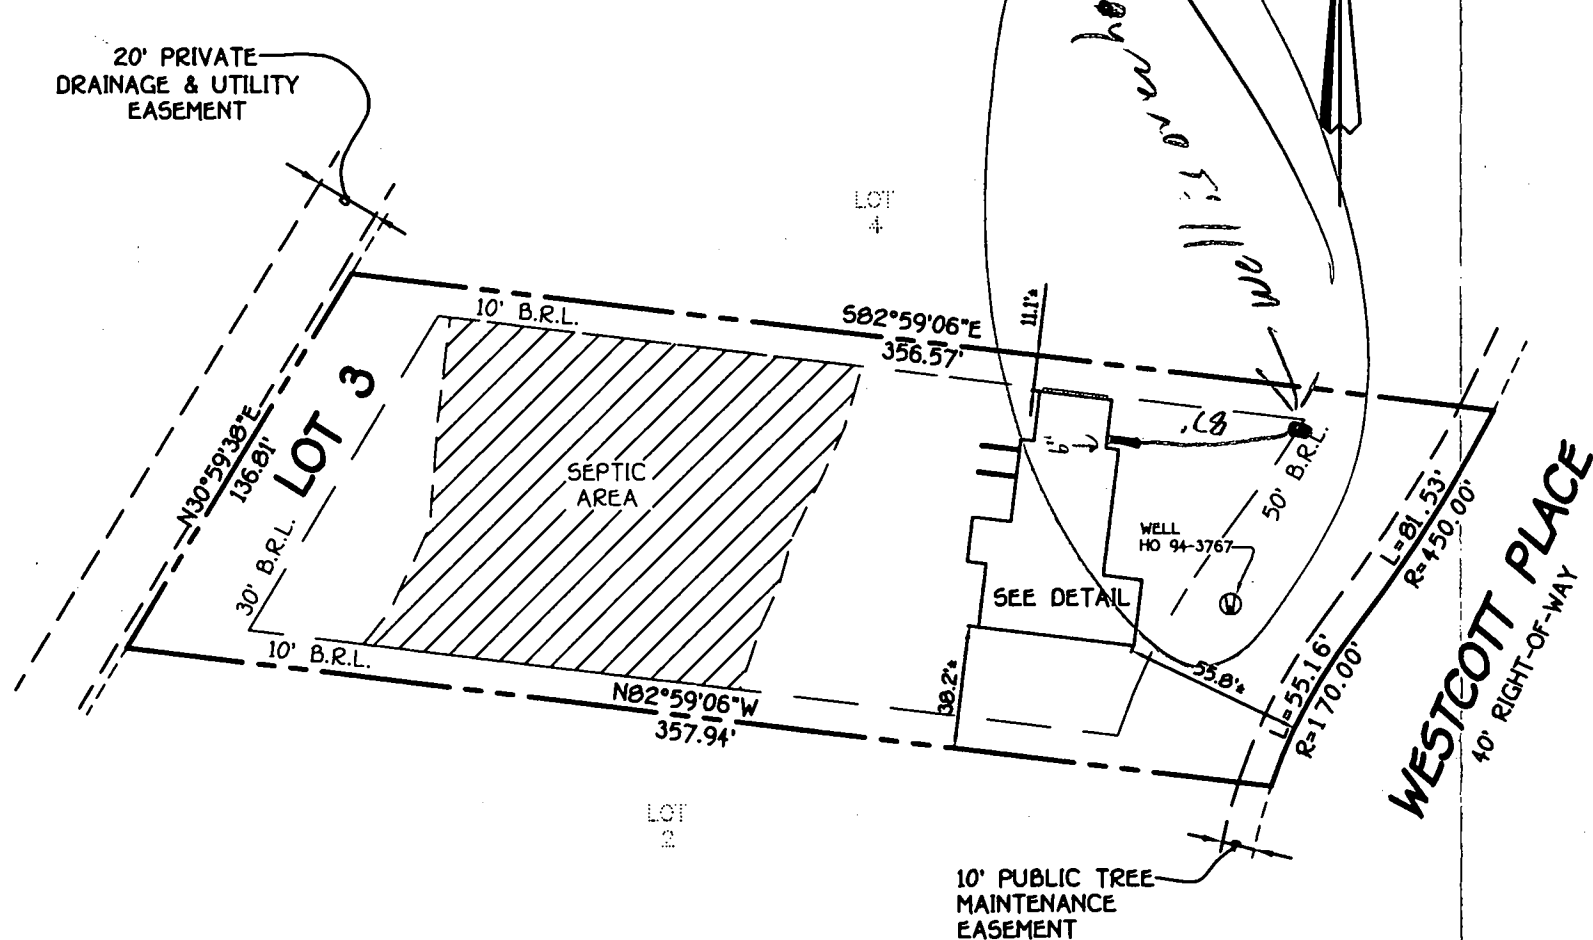 20' PRIVATE
DRAINAGE & UTILITY
EASEMENT
LOT
4
Well is over
10' B.R.L.
S82°59'06"E
356.57'
11.1'±
N30°59'38"E
136.81'
LOT 3
30' B.R.L.
SEPTIC
AREA
50' B.R.L.
WELL
HO 94-3767
W
SEE DETAIL
L=81.53'
R=450.00'
WESTCOTT PLACE
40' RIGHT-OF-WAY
10' B.R.L.
N82°59'06"W
357.94'
38.2'±
55.8'±
L=55.16'
R=170.00'
LOT
2
10' PUBLIC TREE
MAINTENANCE
EASEMENT